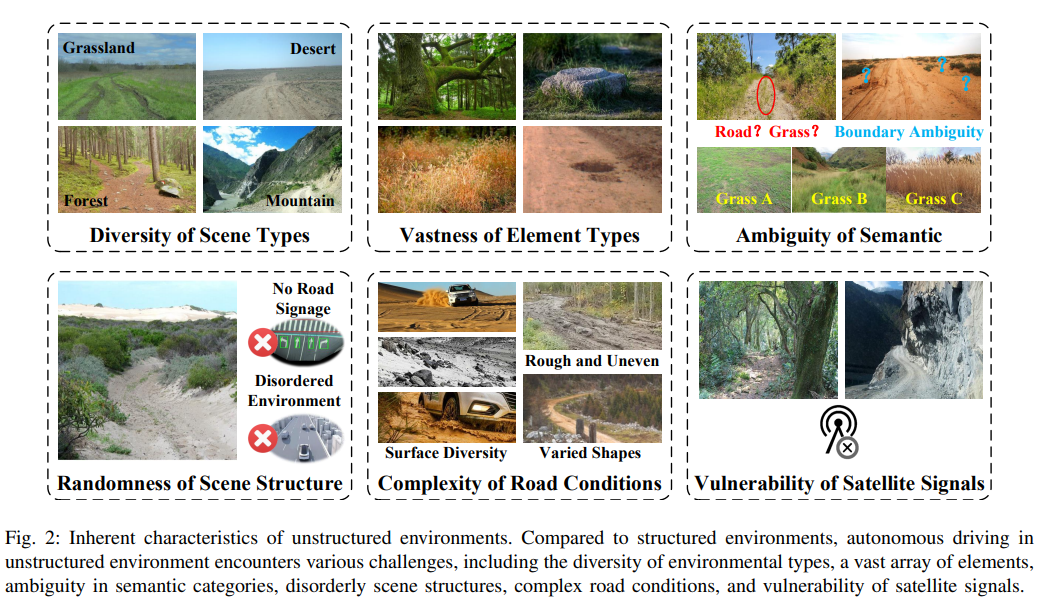 Grassland
Desert
Forest
Mountain
Diversity of Scene Types
Vastness of Element Types
Road? Grass?
? ? ?
Boundary Ambiguity
Grass A
Grass B
Grass C
Ambiguity of Semantic
No Road
Signage
Disordered
Environment
Randomness of Scene Structure
Rough and Uneven
Surface Diversity
Varied Shapes
Complexity of Road Conditions
Vulnerability of Satellite Signals
Fig. 2: Inherent characteristics of unstructured environments. Compared to structured environments, autonomous driving in
unstructured environment encounters various challenges, including the diversity of environmental types, a vast array of elements,
ambiguity in semantic categories, disorderly scene structures, complex road conditions, and vulnerability of satellite signals.